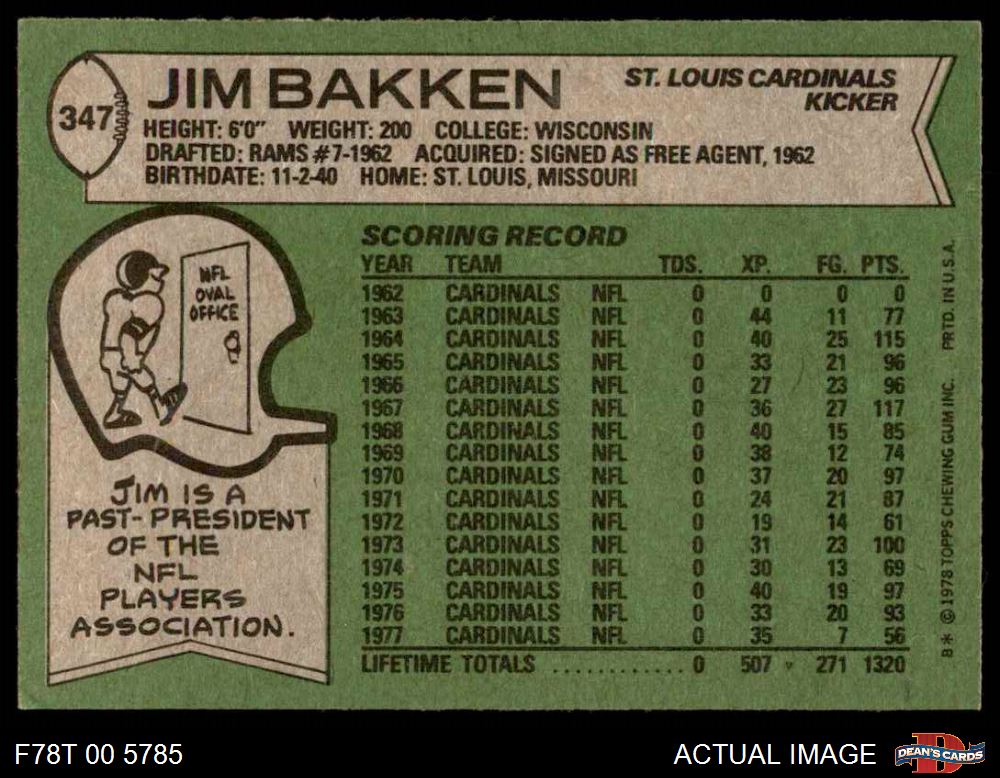 347
JIM BAKKEN
ST. LOUIS CARDINALS
KICKER
HEIGHT: 6'0" WEIGHT: 200 COLLEGE: WISCONSIN
DRAFTED: RAMS #7-1962 ACQUIRED: SIGNED AS FREE AGENT, 1962
BIRTHDATE: 11-2-40 HOME: ST. LOUIS, MISSOURI
NFL
OVAL
OFFICE
JIM IS A
PAST-PRESIDENT
OF THE
NFL
PLAYERS
ASSOCIATION.
SCORING RECORD
YEAR TEAM TDS. XP. FG. PTS.
1962 CARDINALS NFL 0 0 0 0
1963 CARDINALS NFL 0 44 11 77
1964 CARDINALS NFL 0 40 25 115
1965 CARDINALS NFL 0 33 21 96
1966 CARDINALS NFL 0 27 23 96
1967 CARDINALS NFL 0 36 27 117
1968 CARDINALS NFL 0 40 15 85
1969 CARDINALS NFL 0 38 12 74
1970 CARDINALS NFL 0 37 20 97
1971 CARDINALS NFL 0 24 21 87
1972 CARDINALS NFL 0 19 14 61
1973 CARDINALS NFL 0 31 23 100
1974 CARDINALS NFL 0 30 13 69
1975 CARDINALS NFL 0 40 19 97
1976 CARDINALS NFL 0 33 20 93
1977 CARDINALS NFL 0 35 7 56
LIFETIME TOTALS ............ 0 507 271 1320
B* © 1978 TOPPS CHEWING GUM INC. PRTD. IN U.S.A.
F78T 00 5785
ACTUAL IMAGE
D
DEAN'S CARDS